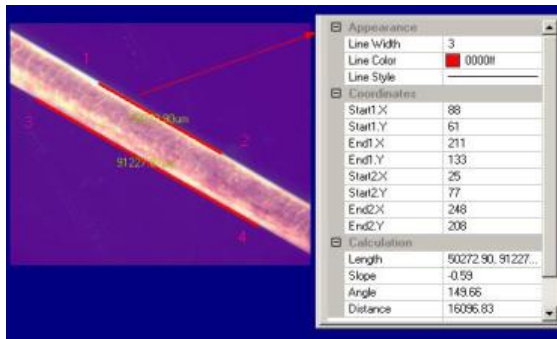 1
2
3
4
91227.
um
Appearance
Line Width 3
Line Color 0000ff
Line Style
Coordinates
Start1.X 88
Start1.Y 61
End1.X 211
End1.Y 133
Start2.X 25
Start2.Y 77
End2.X 248
End2.Y 208
Calculation
Length 50272.90, 91227...
Slope -0.59
Angle 149.66
Distance 16096.83